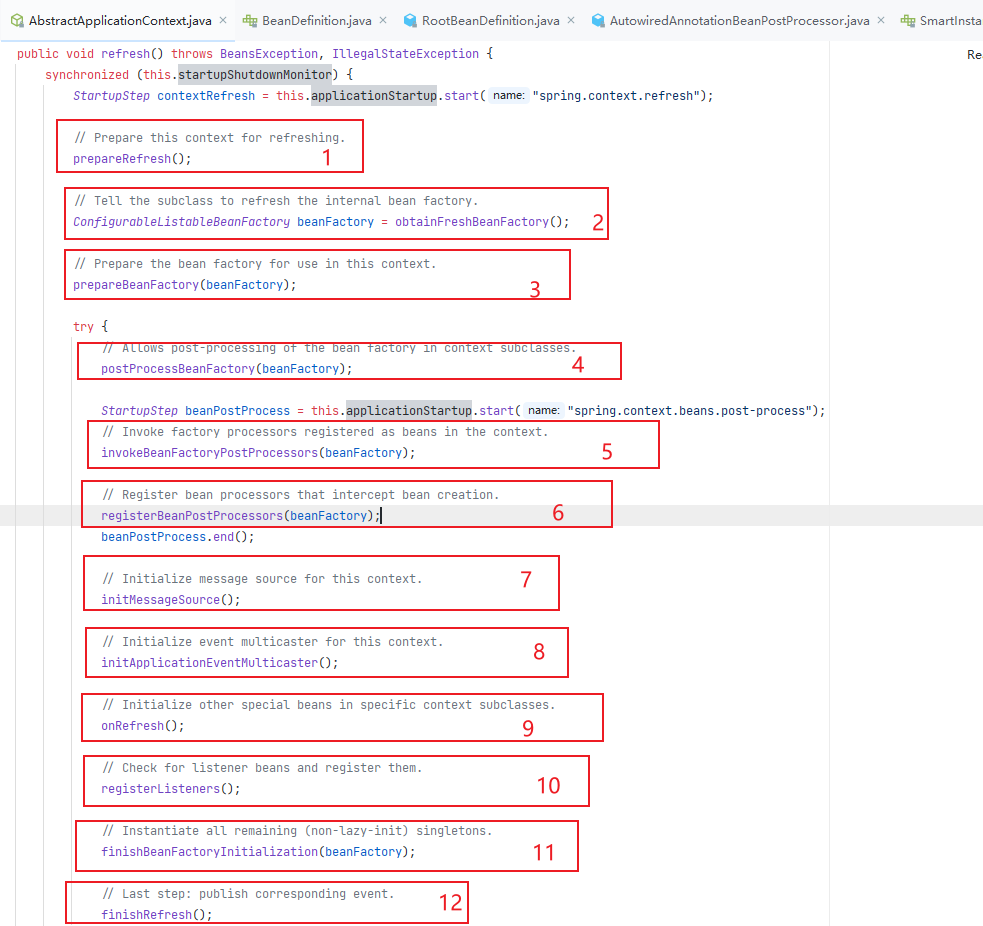 AbstractApplicationContext.java × BeanDefinition.java × RootBeanDefinition.java × AutowiredAnnotationBeanPostProcessor.java × SmartInsta
public void refresh() throws BeansException, IllegalStateException {
Re
synchronized (this.startupShutdownMonitor) {
StartupStep contextRefresh = this.applicationStartup.start( name: "spring.context.refresh");
// Prepare this context for refreshing.
prepareRefresh();
1
// Tell the subclass to refresh the internal bean factory.
ConfigurableListableBeanFactory beanFactory = obtainFreshBeanFactory();
2
// Prepare the bean factory for use in this context.
prepareBeanFactory(beanFactory);
3
try {
// Allows post-processing of the bean factory in context subclasses.
postProcessBeanFactory(beanFactory);
4
StartupStep beanPostProcess = this.applicationStartup.start( name: "spring.context.beans.post-process");
// Invoke factory processors registered as beans in the context.
invokeBeanFactoryPostProcessors(beanFactory);
5
// Register bean processors that intercept bean creation.
registerBeanPostProcessors(beanFactory);
6
beanPostProcess.end();
// Initialize message source for this context.
7
initMessageSource();
// Initialize event multicaster for this context.
8
initApplicationEventMulticaster();
// Initialize other special beans in specific context subclasses.
onRefresh();
9
// Check for listener beans and register them.
registerListeners();
10
// Instantiate all remaining (non-lazy-init) singletons.
finishBeanFactoryInitialization(beanFactory);
11
// Last step: publish corresponding event.
12
finishRefresh();